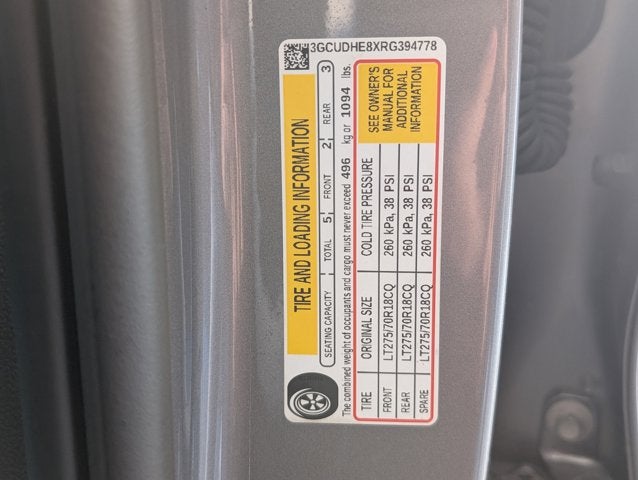 3GCUDHE8XRG394778
TIRE AND LOADING INFORMATION
SEATING CAPACITY TOTAL 5 FRONT 2 REAR 3
The combined weight of occupants and cargo must never exceed 496 kg or 1094 lbs.
TIRE ORIGINAL SIZE COLD TIRE PRESSURE
FRONT LT275/70R18CQ 260 kPa, 38 PSI
REAR LT275/70R18CQ 260 kPa, 38 PSI
SPARE LT275/70R18CQ 260 kPa, 38 PSI
SEE OWNER'S
MANUAL FOR
ADDITIONAL
INFORMATION